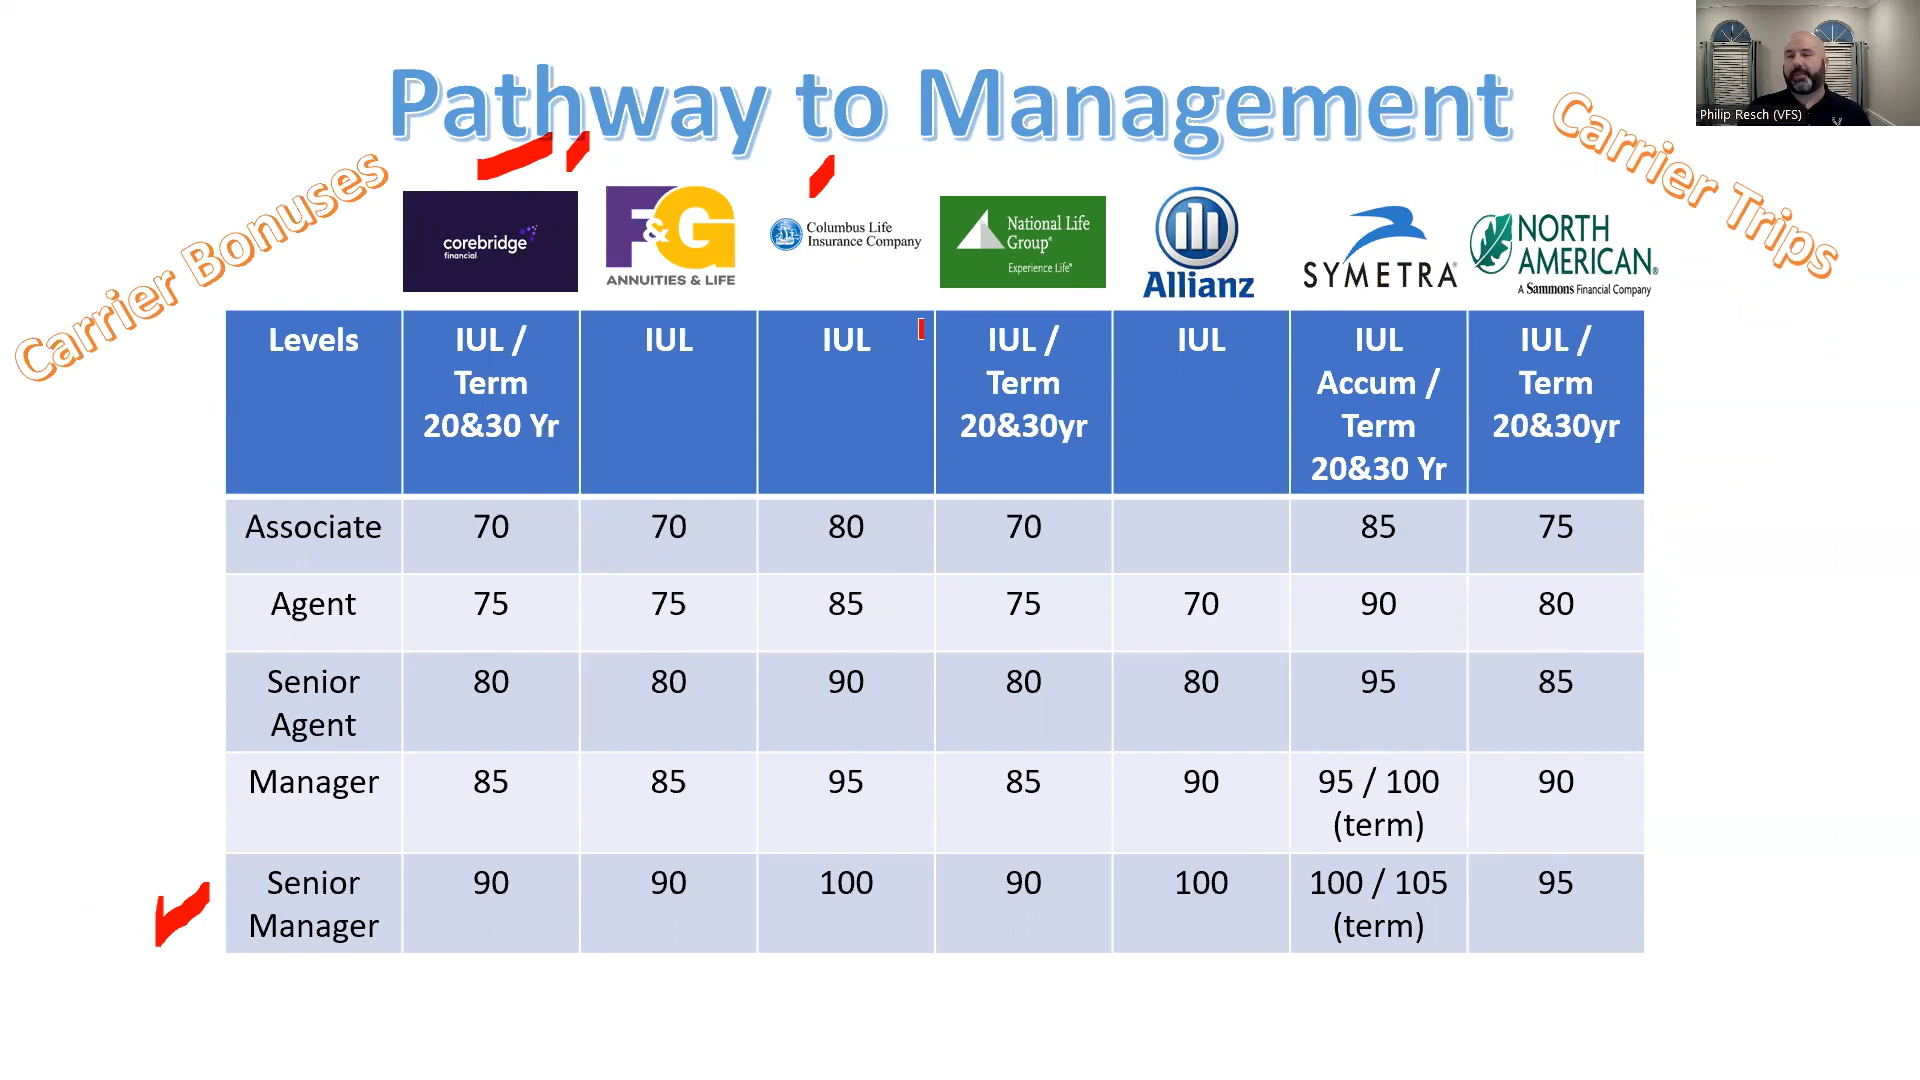 Pathway to Management
Philip Resch (VFS)
Carrier Bonuses
Carrier Trips
corebridge
financial
F&G
ANNUITIES & LIFE
Columbus Life
Insurance Company
National Life
Group®
Experience Life®
Allianz
SYMETRA®
NORTH
AMERICAN®
A Sammons Financial Company
Levels
IUL /
Term
20&30 Yr
IUL
IUL
IUL /
Term
20&30yr
IUL
IUL
Accum /
Term
20&30 Yr
IUL /
Term
20&30yr
Associate 70 70 80 70 85 75
Agent 75 75 85 75 70 90 80
Senior
Agent
80 80 90 80 80 95 85
Manager 85 85 95 85 90 95 / 100
(term)
90
Senior
Manager
90 90 100 90 100 100 / 105
(term)
95